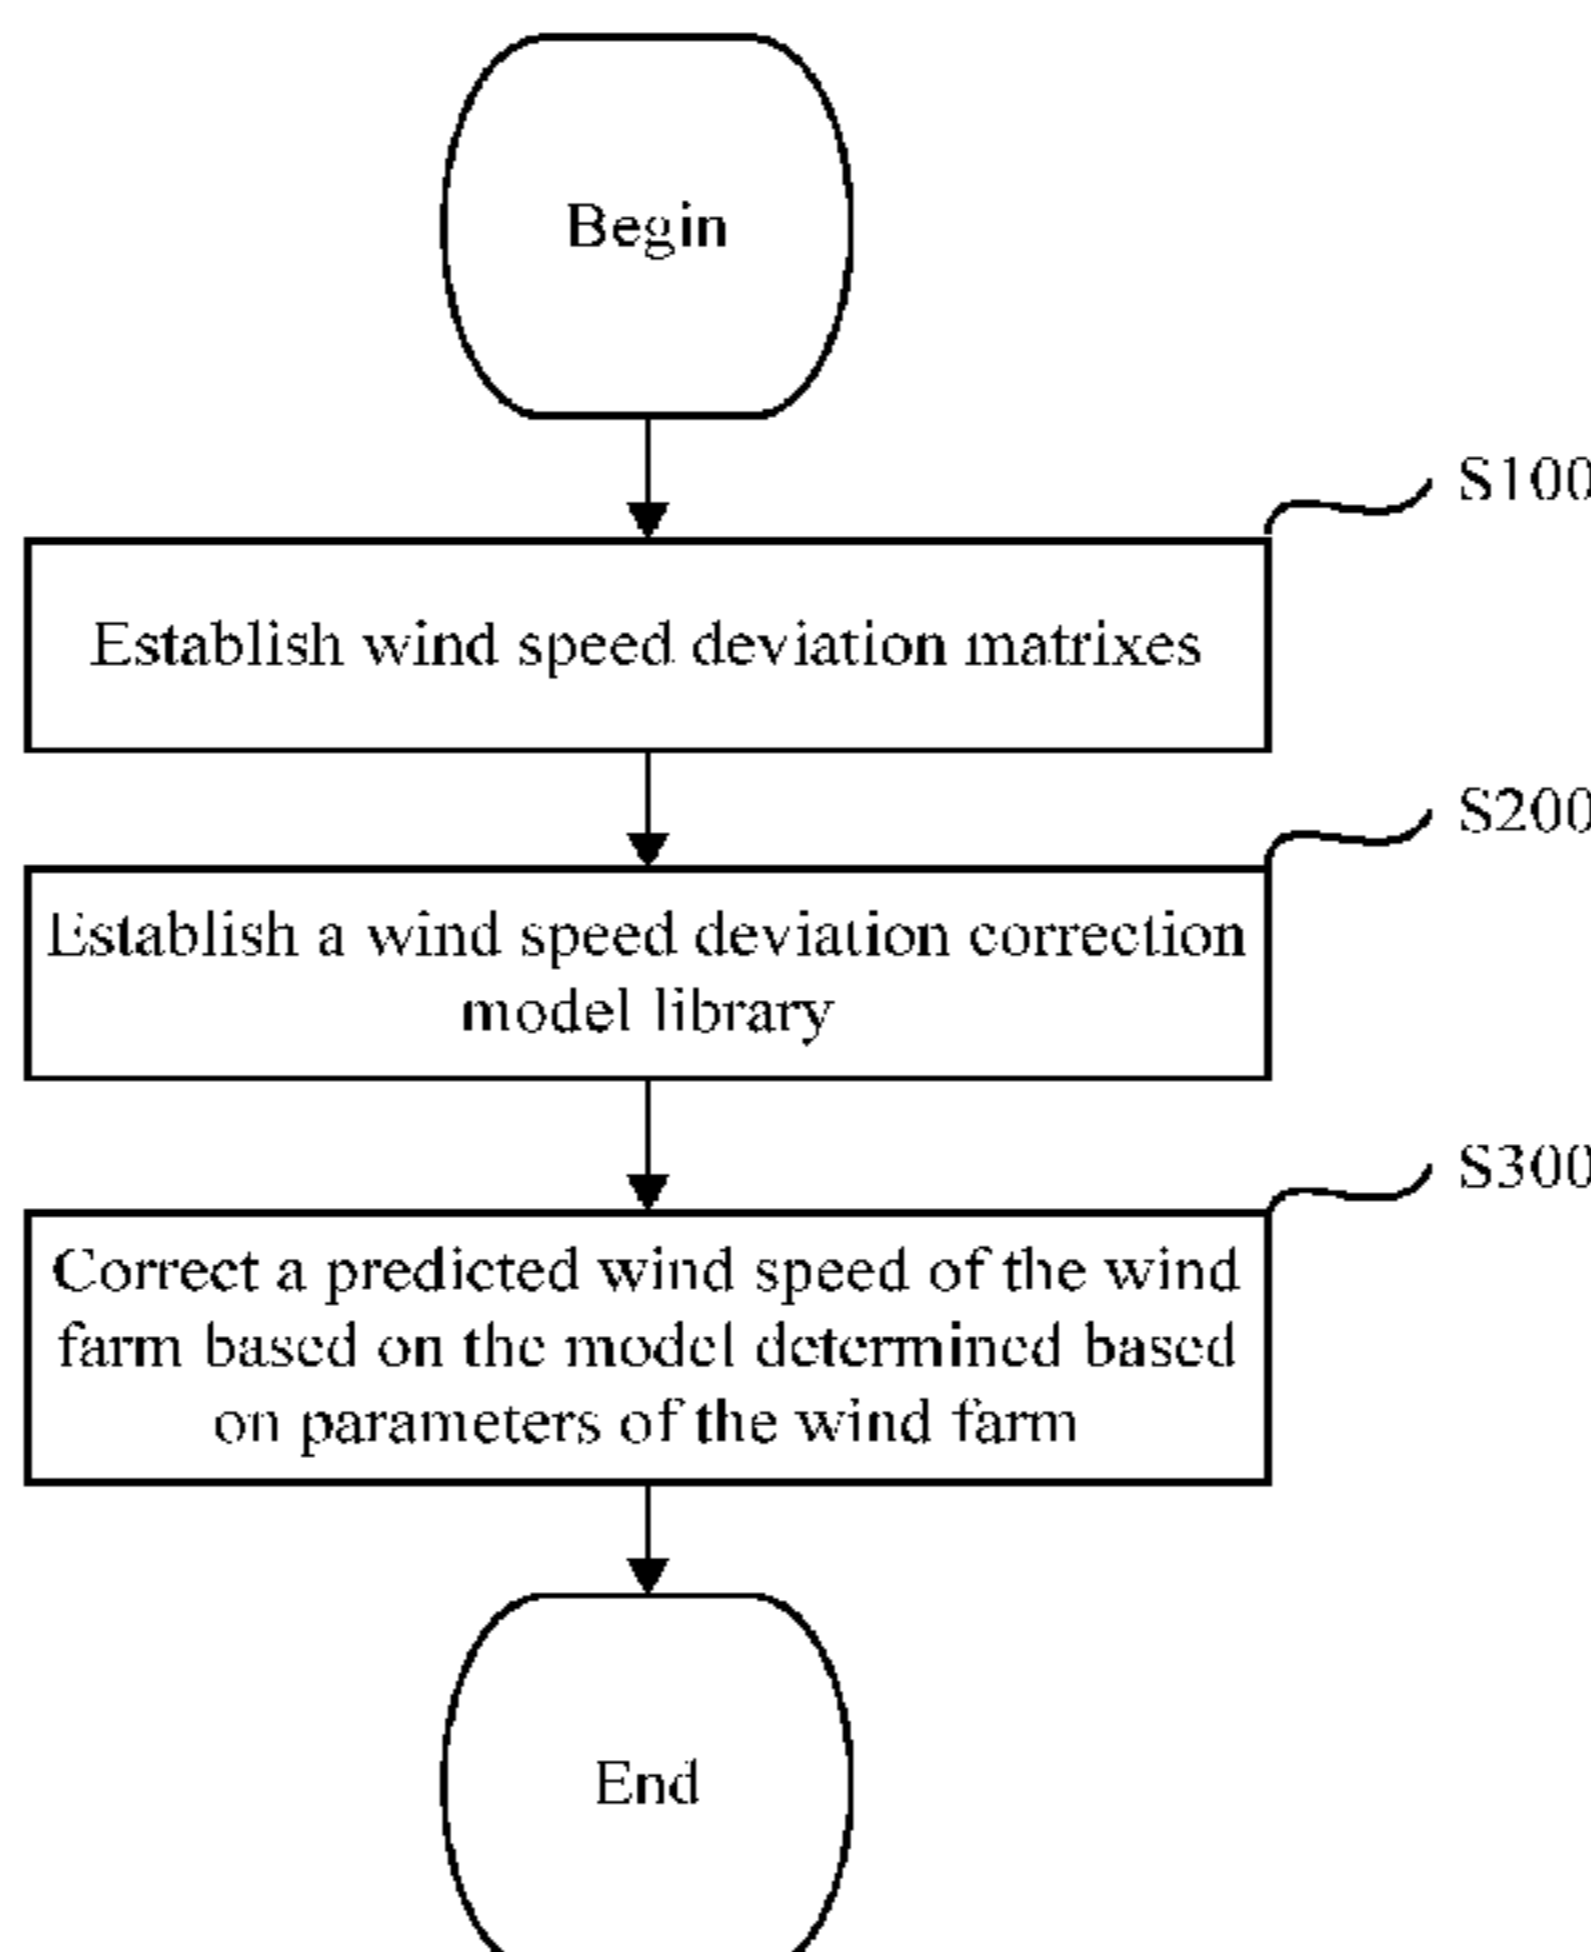 Begin
S100
Establish wind speed deviation matrixes
S200
Establish a wind speed deviation correction
model library
S300
Correct a predicted wind speed of the wind
farm based on the model determined based
on parameters of the wind farm
End